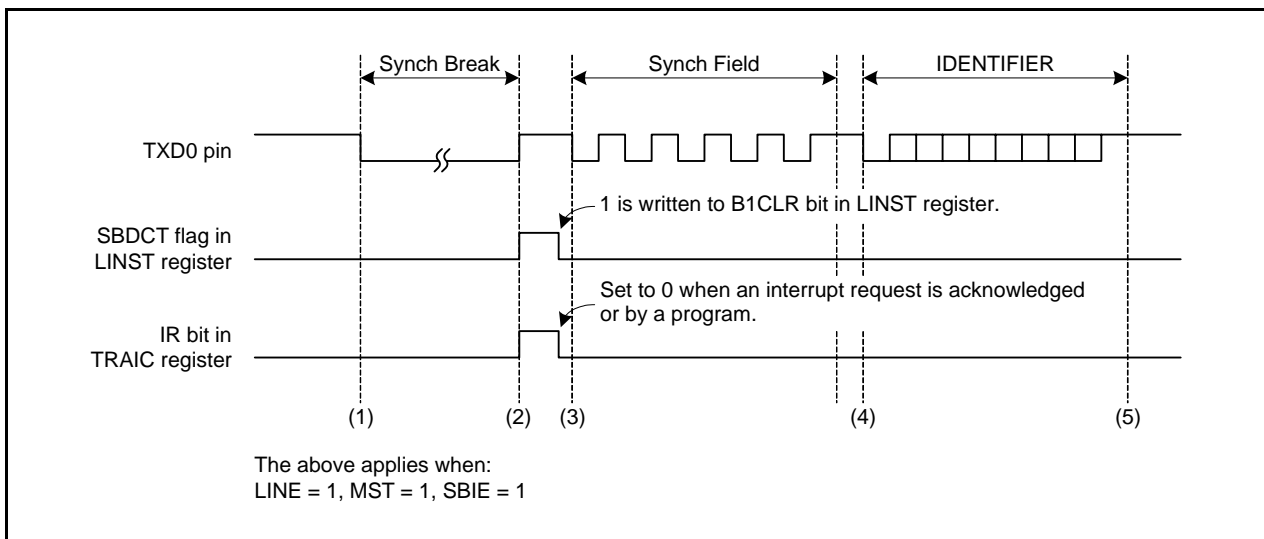 Synch Break
Synch Field
IDENTIFIER
TXD0 pin
1 is written to B1CLR bit in LINST register.
SBDCT flag in
LINST register
Set to 0 when an interrupt request is acknowledged
or by a program.
IR bit in
TRAIC register
(1)
(2)
(3)
(4)
(5)
The above applies when:
LINE = 1, MST = 1, SBIE = 1